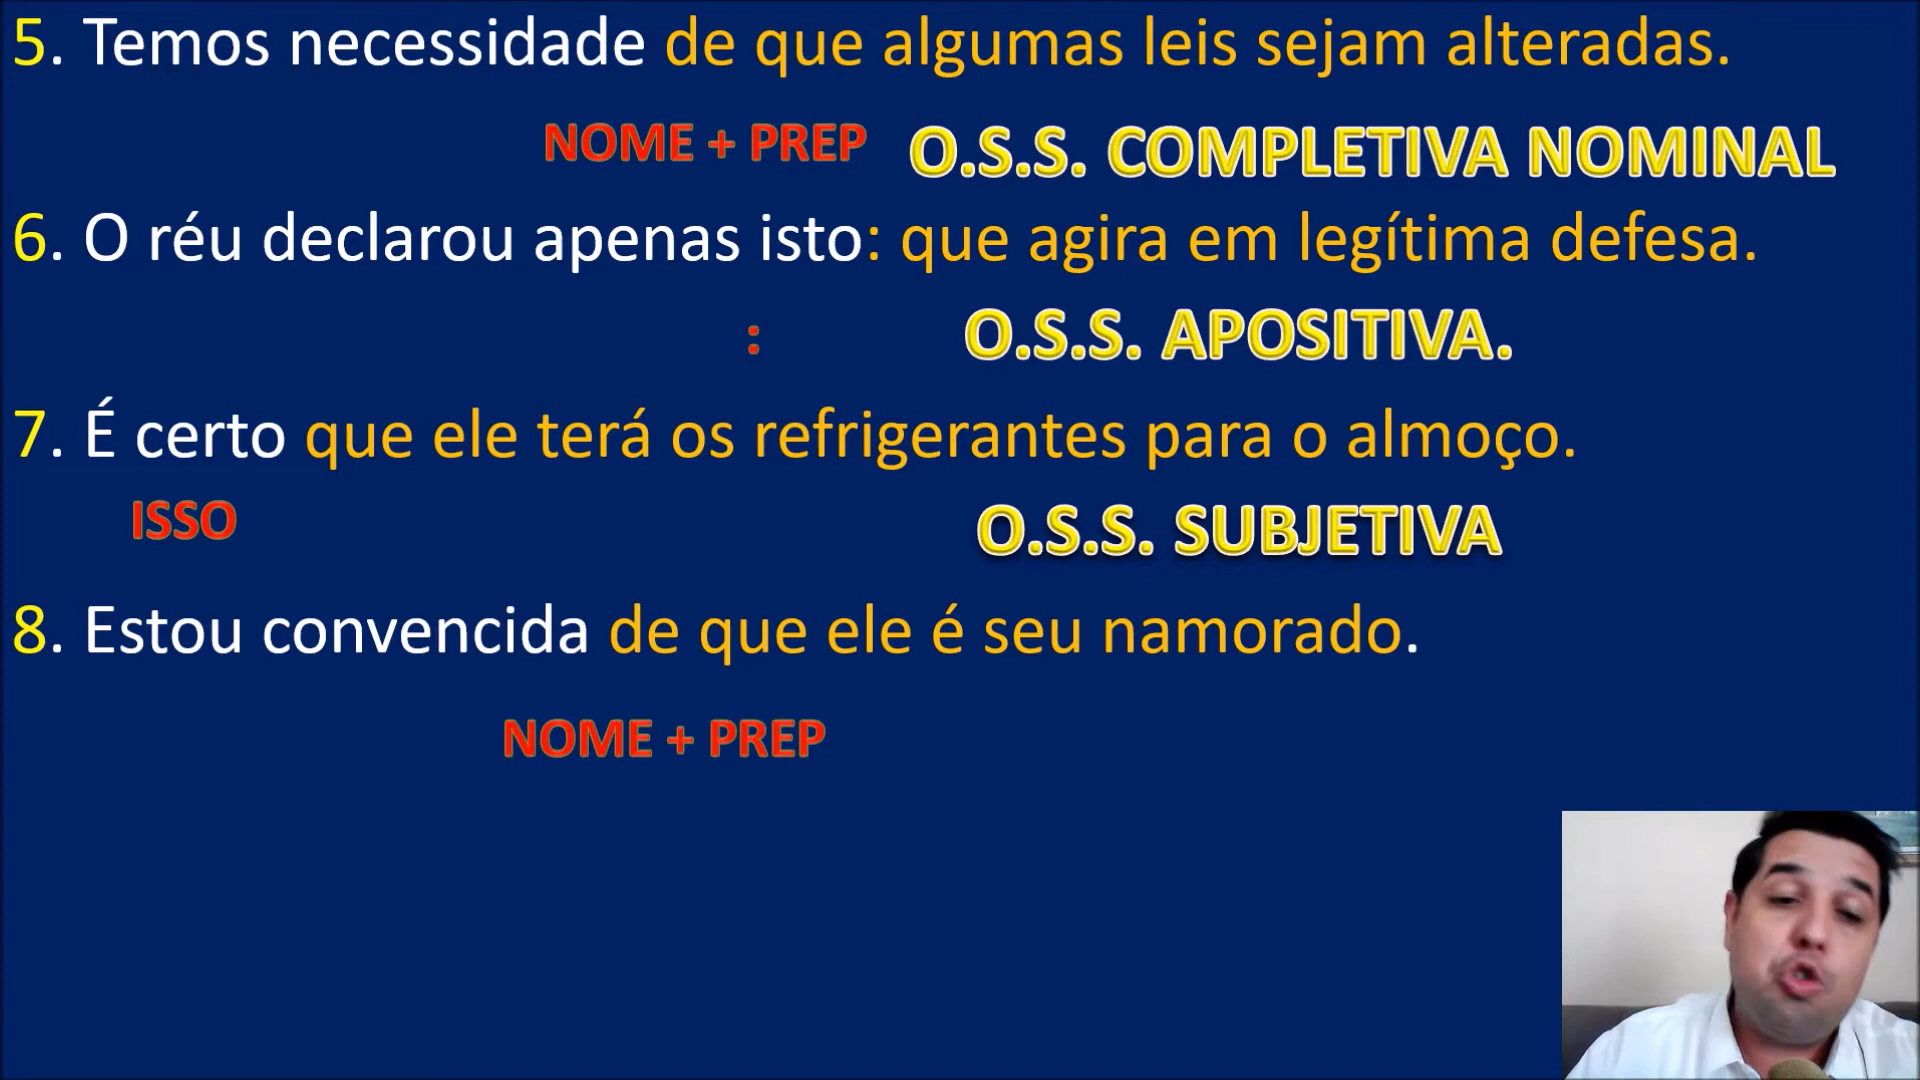 5. Temos necessidade de que algumas leis sejam alteradas.
NOME + PREP O.S.S. COMPLETIVA NOMINAL
6. O réu declarou apenas isto: que agira em legítima defesa.
: O.S.S. APOSITIVA.
7. É certo que ele terá os refrigerantes para o almoço.
ISSO O.S.S. SUBJETIVA
8. Estou convencida de que ele é seu namorado.
NOME + PREP